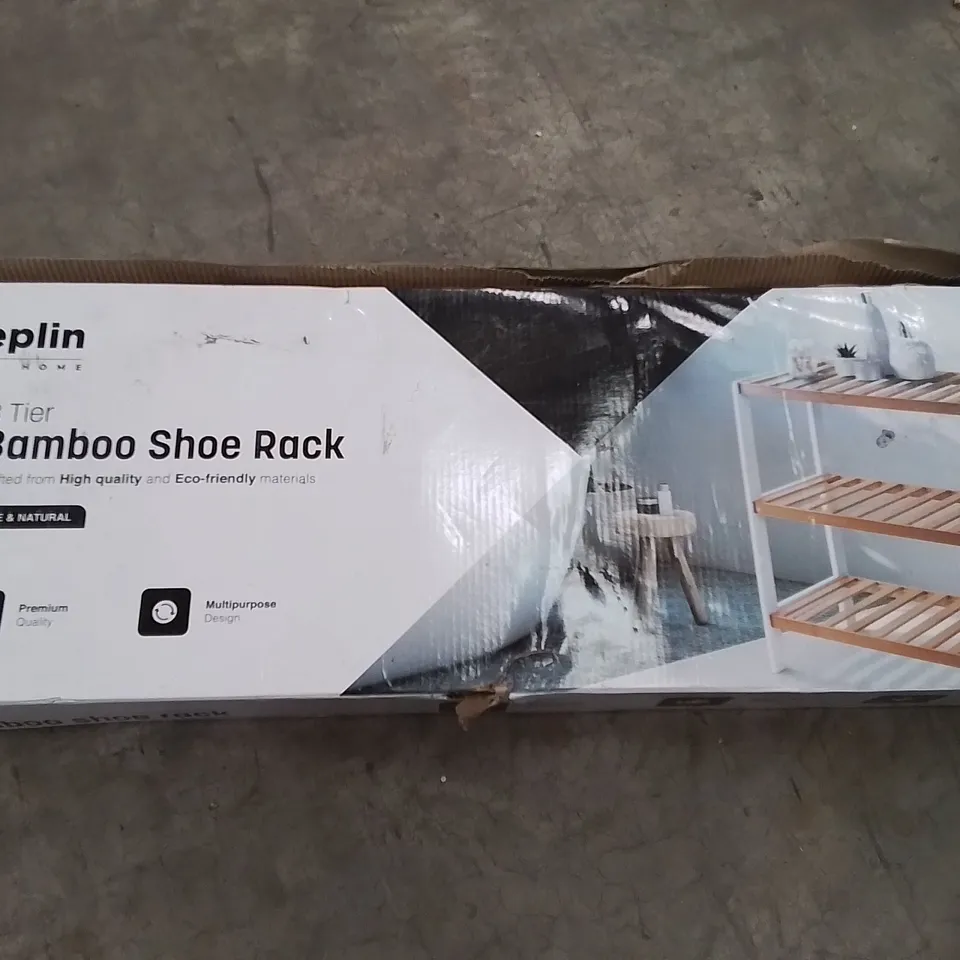 eplin
HOME
Tier
Bamboo Shoe Rack
fted from High quality and Eco-friendly materials
E & NATURAL
Premium
Quality
Multipurpose
Design
mboo shoe rack